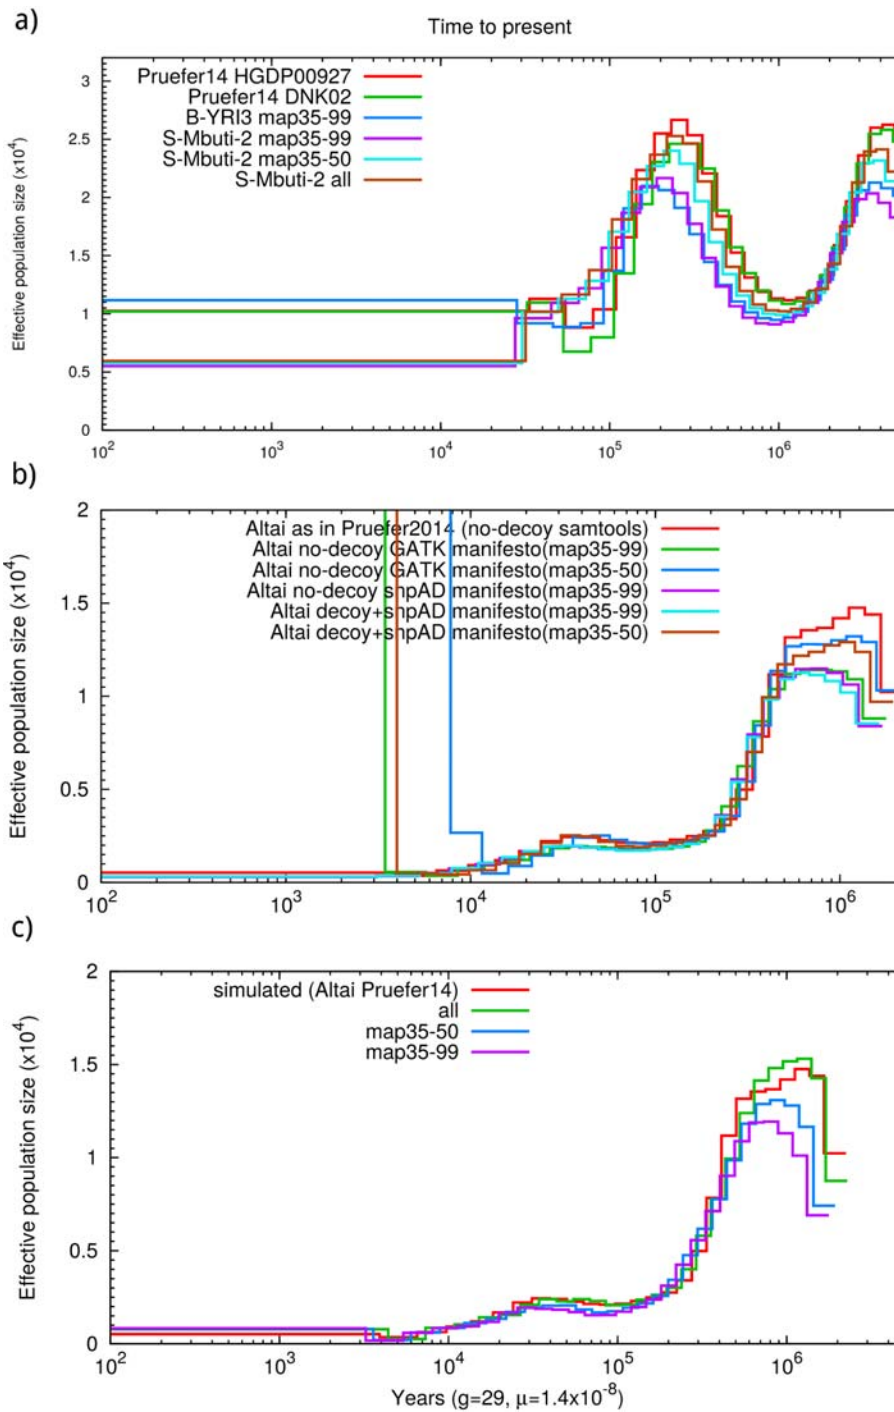 a)
Time to present
Effective population size (x10⁴)
3
2.5
2
1.5
1
0.5
0
Pruefer14 HGDP00927
Pruefer14 DNK02
B-YRI3 map35-99
S-Mbuti-2 map35-99
S-Mbuti-2 map35-50
S-Mbuti-2 all
10² 10³ 10⁴ 10⁵ 10⁶
b)
Effective population size (x10⁴)
2
1.5
1
0.5
0
Altai as in Pruefer2014 (no-decoy samtools)
Altai no-decoy GATK manifesto(map35-99)
Altai no-decoy GATK manifesto(map35-50)
Altai no-decoy snpAD manifesto(map35-99)
Altai decoy+snpAD manifesto(map35-99)
Altai decoy+snpAD manifesto(map35-50)
10² 10³ 10⁴ 10⁵ 10⁶
c)
Effective population size (x10⁴)
2
1.5
1
0.5
0
simulated (Altai Pruefer14)
all
map35-50
map35-99
10² 10³ 10⁴ 10⁵ 10⁶
Years (g=29, μ=1.4x10⁻⁸)